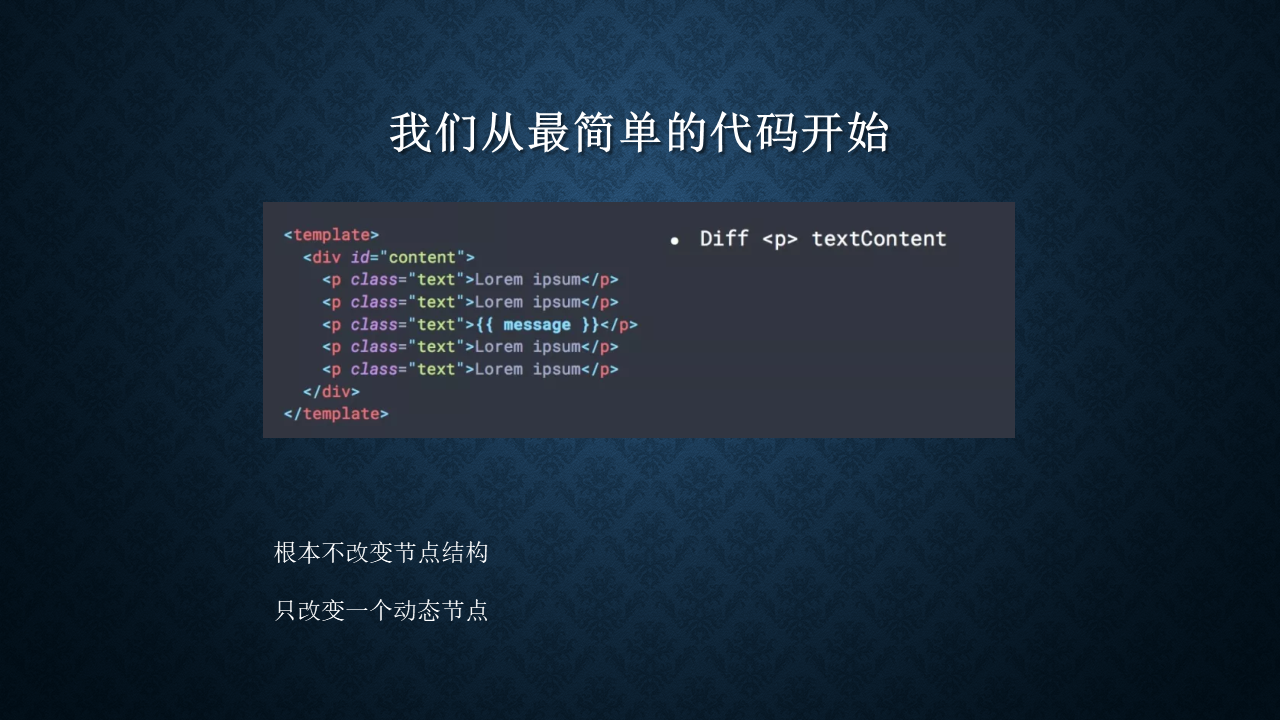 我们从最简单的代码开始
<template>
<div id="content">
<p class="text">Lorem ipsum</p>
<p class="text">Lorem ipsum</p>
<p class="text">{{ message }}</p>
<p class="text">Lorem ipsum</p>
<p class="text">Lorem ipsum</p>
</div>
</template>
• Diff <p> textContent
根本不改变节点结构
只改变一个动态节点